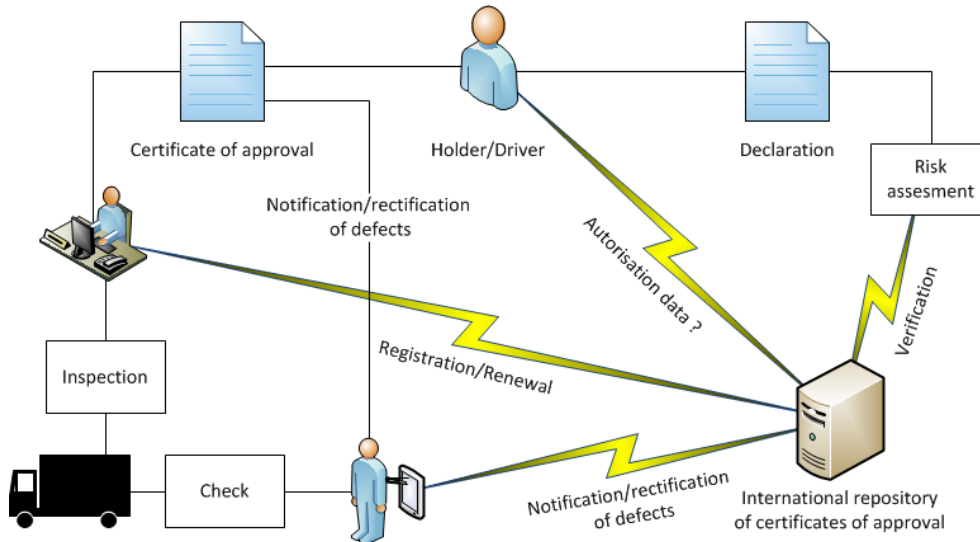 Certificate of approval
Holder/Driver
Declaration
Risk
assesment
Notification/rectification
of defects
Autorisation data ?
Verification
Registration/Renewal
Inspection
Check
Notification/rectification
of defects
International repository
of certificates of approval